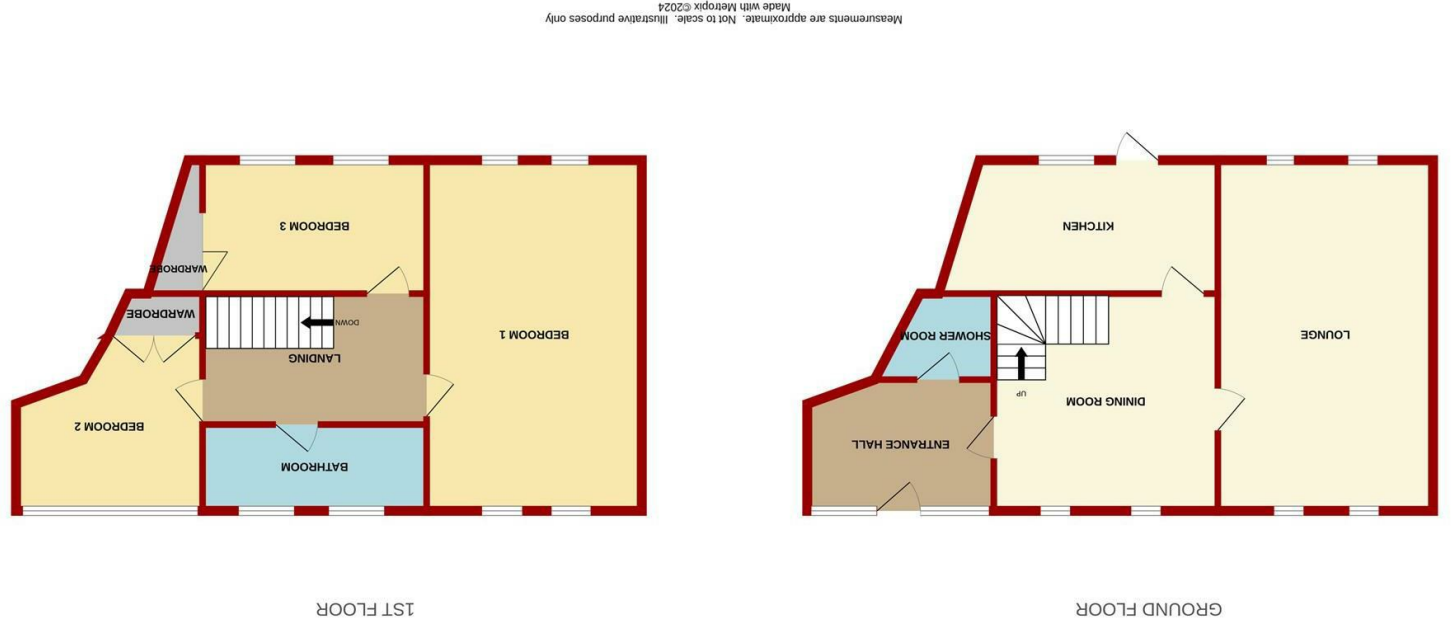 GROUND FLOOR
1ST FLOOR
ENTRANCE HALL
UP
DINING ROOM
SHOWER ROOM
LOUNGE
KITCHEN
BATHROOM
BEDROOM 2
LANDING
DOWN
BEDROOM 1
WARDROBE
WARDROBE
BEDROOM 3
Measurements are approximate. Not to scale. Illustrative purposes only
Made with Metropix ©2024